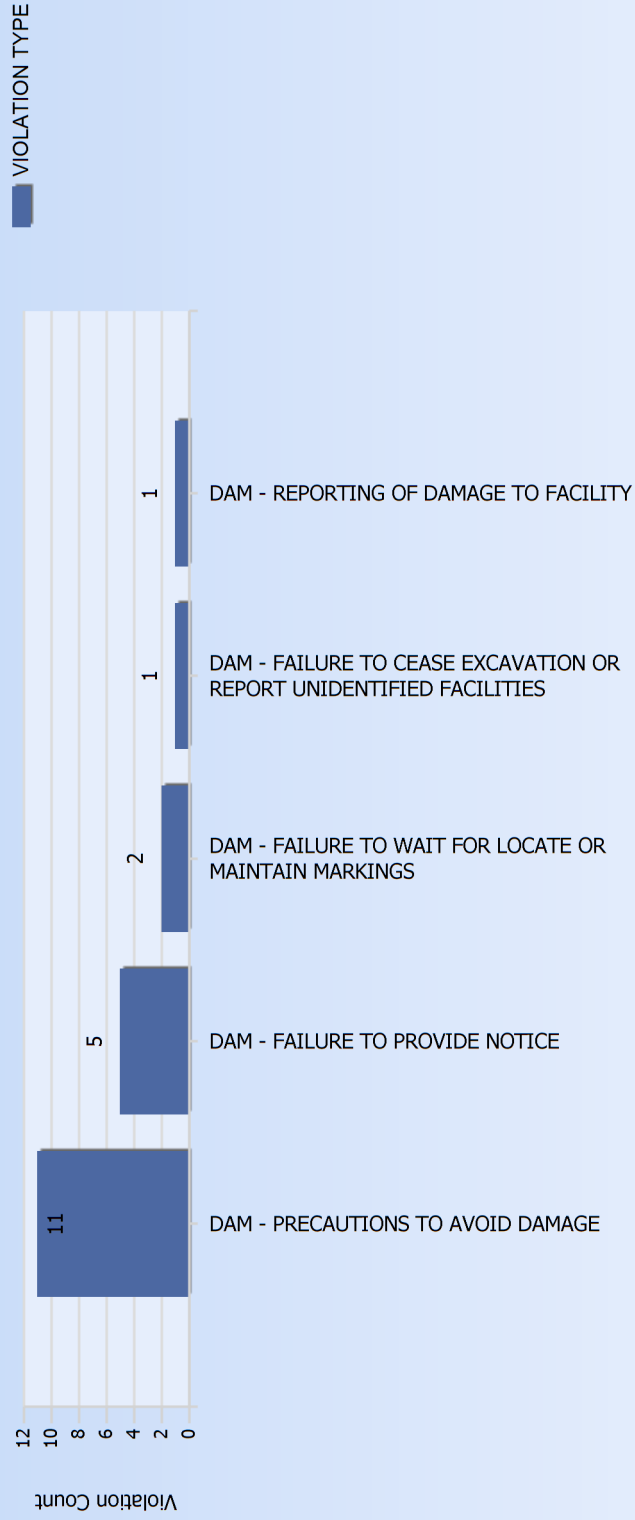 VIOLATION TYPE
Violation Count
12
10
8
6
4
2
0
11
5
2
1
1
DAM - PRECAUTIONS TO AVOID DAMAGE
DAM - FAILURE TO PROVIDE NOTICE
DAM - FAILURE TO WAIT FOR LOCATE OR
MAINTAIN MARKINGS
DAM - FAILURE TO CEASE EXCAVATION OR
REPORT UNIDENTIFIED FACILITIES
DAM - REPORTING OF DAMAGE TO FACILITY